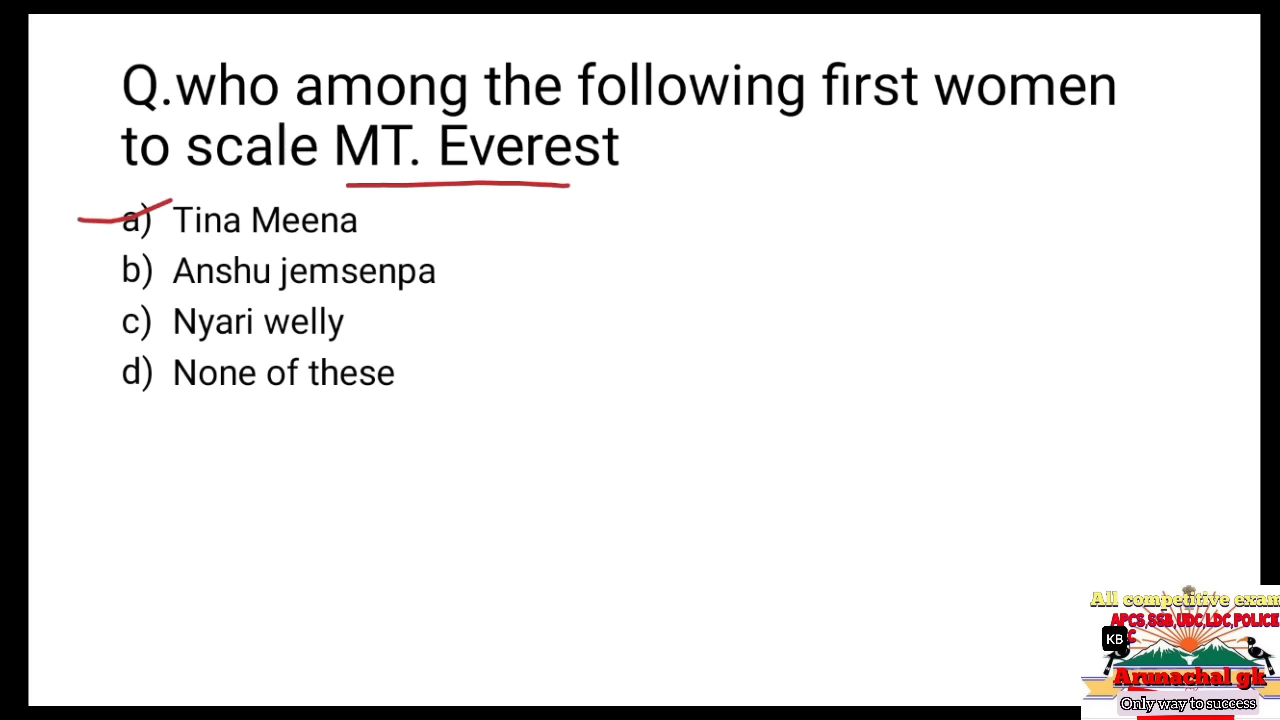 Q.who among the following first women
to scale MT. Everest
a) Tina Meena
b) Anshu jemsenpa
c) Nyari welly
d) None of these
All competitive exam
APCS,SSB,UDC,LDC,POLICE
KB
Arunachal gk
Only way to success